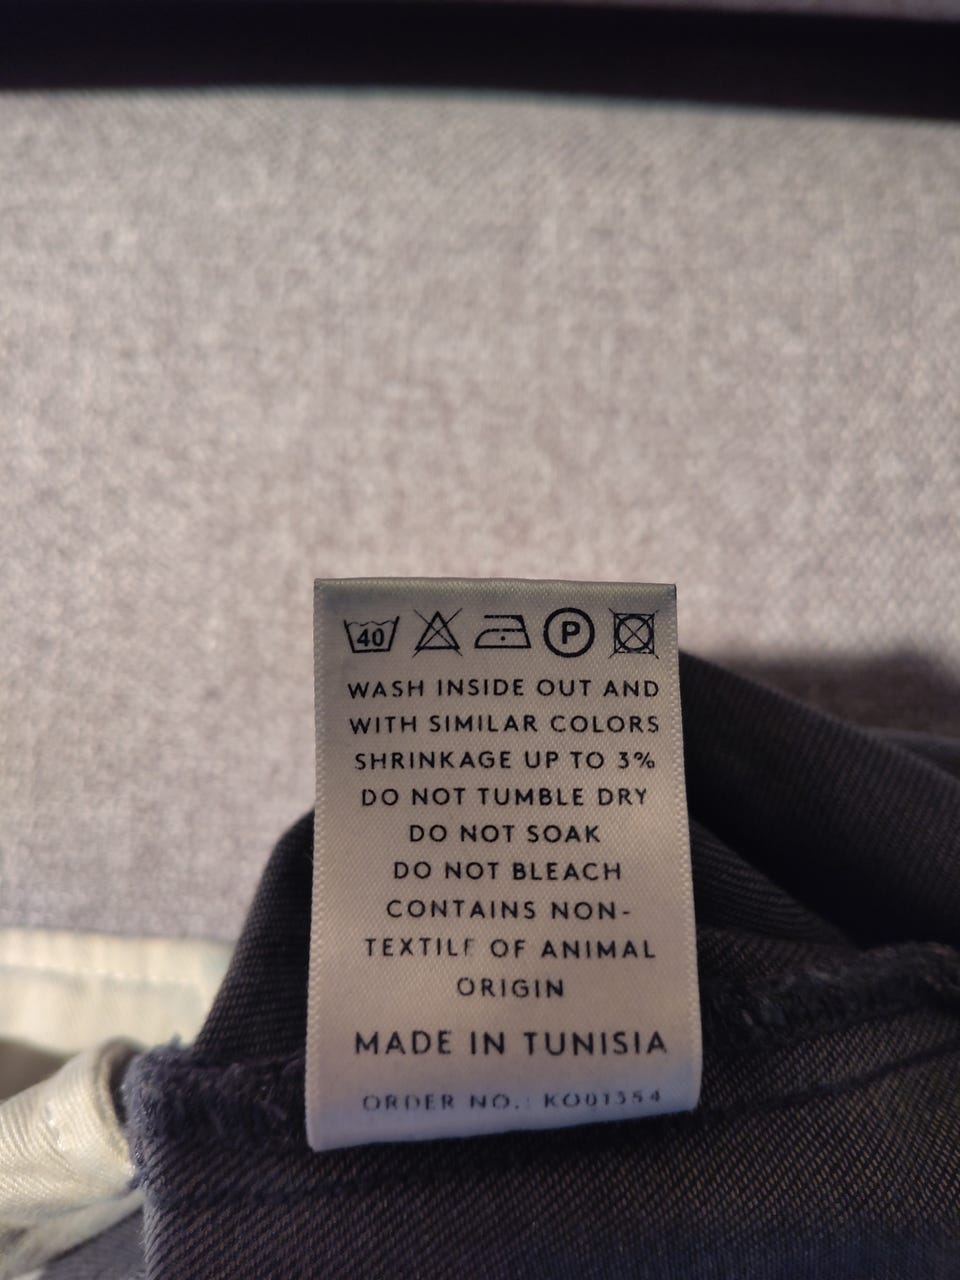 40 P
WASH INSIDE OUT AND
WITH SIMILAR COLORS
SHRINKAGE UP TO 3%
DO NOT TUMBLE DRY
DO NOT SOAK
DO NOT BLEACH
CONTAINS NON-
TEXTILE OF ANIMAL
ORIGIN
MADE IN TUNISIA
ORDER NO.: KO01354